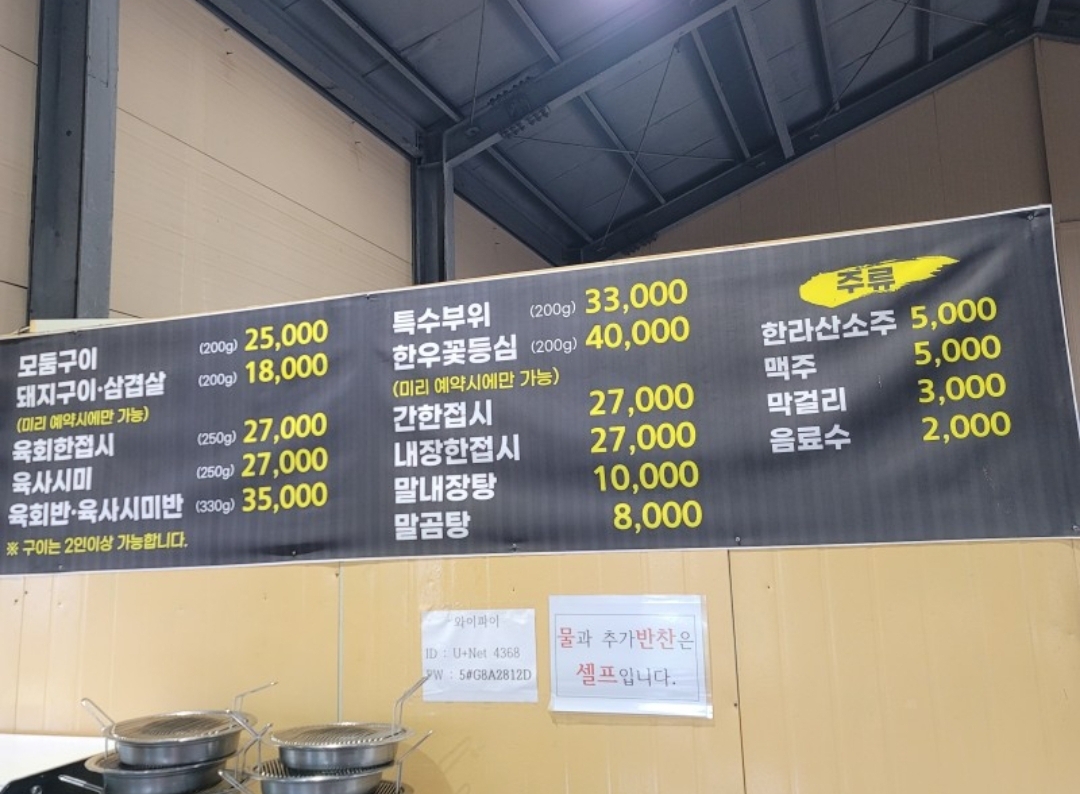 모둠구이 (200g) 25,000
돼지구이·삼겹살 (200g) 18,000
(미리 예약시에만 가능)
육회한접시 (250g) 27,000
육사시미 (250g) 27,000
육회반·육사시미반 (330g) 35,000
※ 구이는 2인이상 가능합니다.
특수부위 (200g) 33,000
한우꽃등심 (200g) 40,000
(미리 예약시에만 가능)
간한접시 27,000
내장한접시 27,000
말내장탕 10,000
말곰탕 8,000
주류
한라산소주 5,000
맥주 5,000
막걸리 3,000
음료수 2,000
와이파이
ID : U+Net 4368
PW : 5#G8A2812D
물과 추가반찬은
셀프입니다.